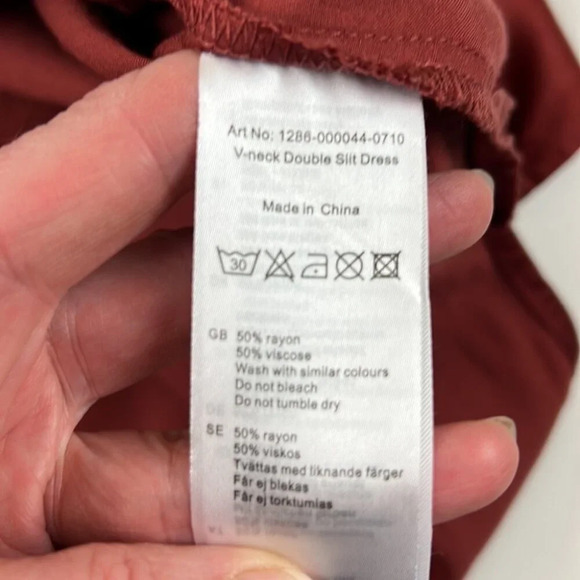 Art No: 1286-000044-0710
V-neck Double Slit Dress
Made in China
30
GB 50% rayon
50% viscose
Wash with similar colours
Do not bleach
Do not tumble dry
SE 50% rayon
50% viskos
Tvättas med liknande färger
Får ej blekas
Får ej torktumlas